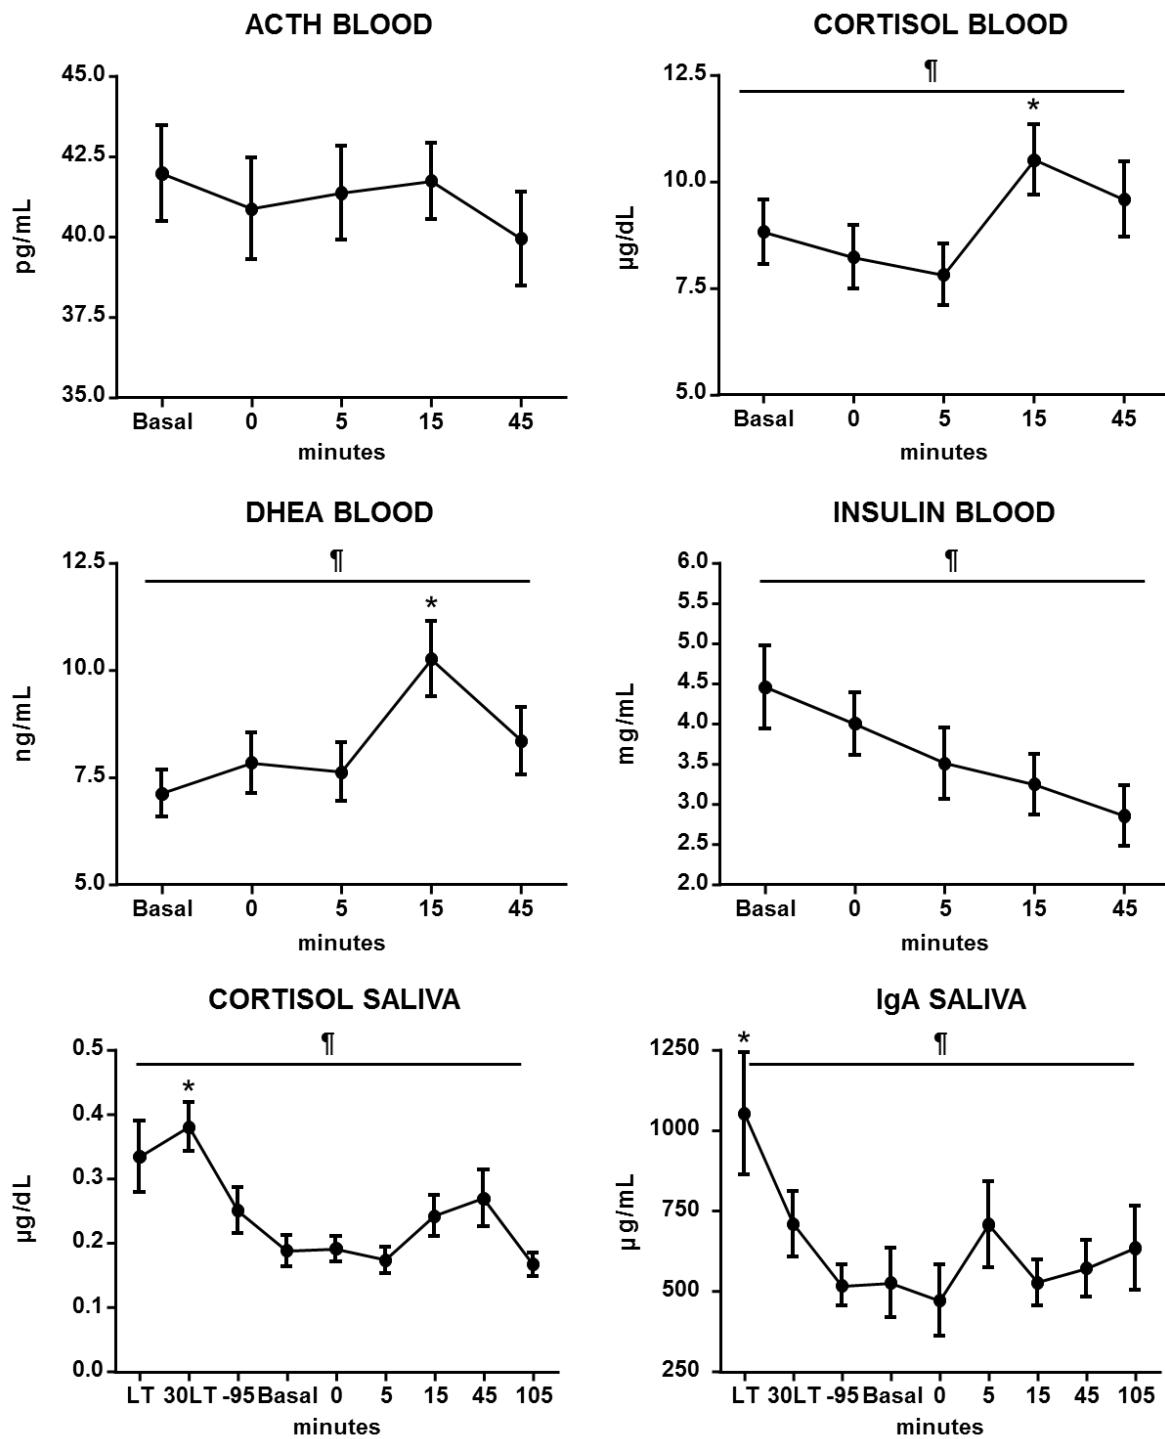 ACTH BLOOD
45.0
42.5
40.0
37.5
35.0
pg/mL
Basal 0 5 15 45
minutes
CORTISOL BLOOD
¶
*
12.5
10.0
7.5
5.0
µg/dL
Basal 0 5 15 45
minutes
DHEA BLOOD
¶
*
12.5
10.0
7.5
5.0
ng/mL
Basal 0 5 15 45
minutes
INSULIN BLOOD
¶
6.0
5.5
5.0
4.5
4.0
3.5
3.0
2.5
2.0
mg/mL
Basal 0 5 15 45
minutes
CORTISOL SALIVA
¶
*
0.5
0.4
0.3
0.2
0.1
0.0
µg/dL
LT 30LT -95 Basal 0 5 15 45 105
minutes
IgA SALIVA
*
¶
1250
1000
750
500
250
µg/mL
LT 30LT -95 Basal 0 5 15 45 105
minutes